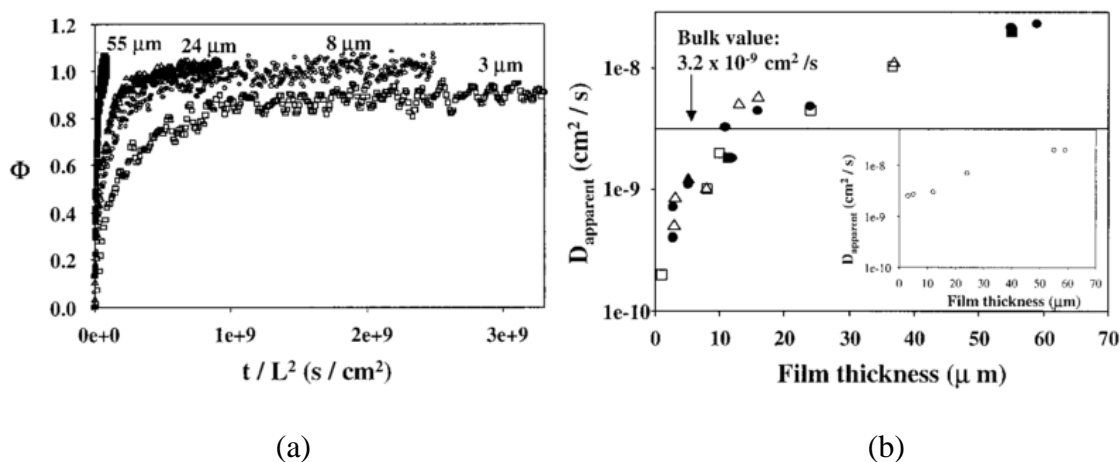 1.2
1.0
0.8
0.6
0.4
0.2
0.0
Φ
55 μm
24 μm
8 μm
3 μm
0e+0 1e+9 2e+9 3e+9
t / L² (s / cm²)
(a)
1e-8
1e-9
1e-10
D_apparent (cm² / s)
Bulk value:
3.2 x 10⁻⁹ cm² /s
0 10 20 30 40 50 60 70
Film thickness (μ m)
1e-8
1e-9
1e-10
D_apparent (cm² / s)
0 10 20 30 40 50 60 70
Film thickness (μm)
(b)